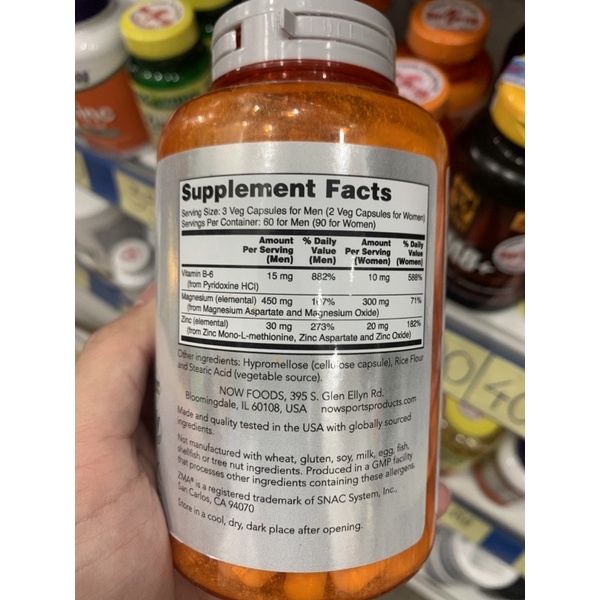 Supplement Facts
Serving Size: 3 Veg Capsules for Men (2 Veg Capsules for Women)
Servings Per Container: 60 for Men (90 for Women)
Amount Per Serving (Men) % Daily Value (Men) Amount Per Serving (Women) % Daily Value (Women)
Vitamin B-6 15 mg 882% 10 mg 588%
(from Pyridoxine HCl)
Magnesium (elemental) 450 mg 107% 300 mg 71%
(from Magnesium Aspartate and Magnesium Oxide)
Zinc (elemental) 30 mg 273% 20 mg 182%
(from Zinc Mono-L-methionine, Zinc Aspartate and Zinc Oxide)
Other ingredients: Hypromellose (cellulose capsule), Rice Flour
and Stearic Acid (vegetable source).
NOW FOODS, 395 S. Glen Ellyn Rd.
Bloomingdale, IL 60108, USA nowsportsproducts.com
Made and quality tested in the USA with globally sourced
ingredients.
Not manufactured with wheat, gluten, soy, milk, egg, fish,
shellfish or tree nut ingredients. Produced in a GMP facility
that processes other ingredients containing these allergens.
ZMA® is a registered trademark of SNAC System, Inc.,
San Carlos, CA 94070
Store in a cool, dry, dark place after opening.